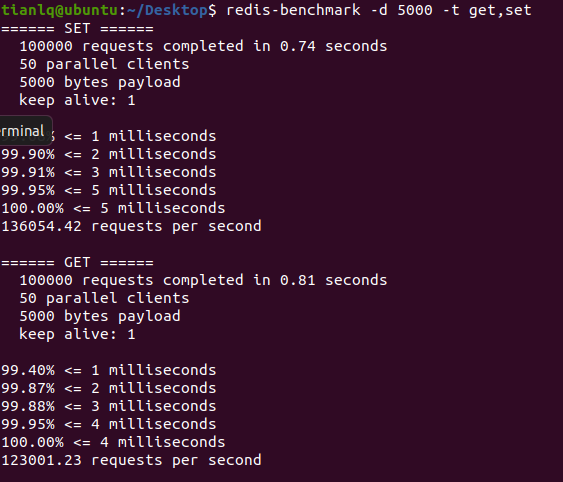 tianlq@ubuntu:~/Desktop$ redis-benchmark -d 5000 -t get,set
====== SET ======
100000 requests completed in 0.74 seconds
50 parallel clients
5000 bytes payload
keep alive: 1
rminal
% <= 1 milliseconds
99.90% <= 2 milliseconds
99.91% <= 3 milliseconds
99.95% <= 5 milliseconds
100.00% <= 5 milliseconds
136054.42 requests per second
====== GET ======
100000 requests completed in 0.81 seconds
50 parallel clients
5000 bytes payload
keep alive: 1
99.40% <= 1 milliseconds
99.87% <= 2 milliseconds
99.88% <= 3 milliseconds
99.95% <= 4 milliseconds
100.00% <= 4 milliseconds
123001.23 requests per second